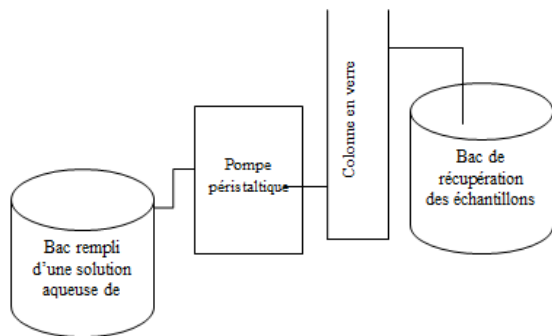 Bac rempli
d'une solution
aqueuse de
Pompe
péristaltique
Colonne en verre
Bac de
récupération
des échantillons